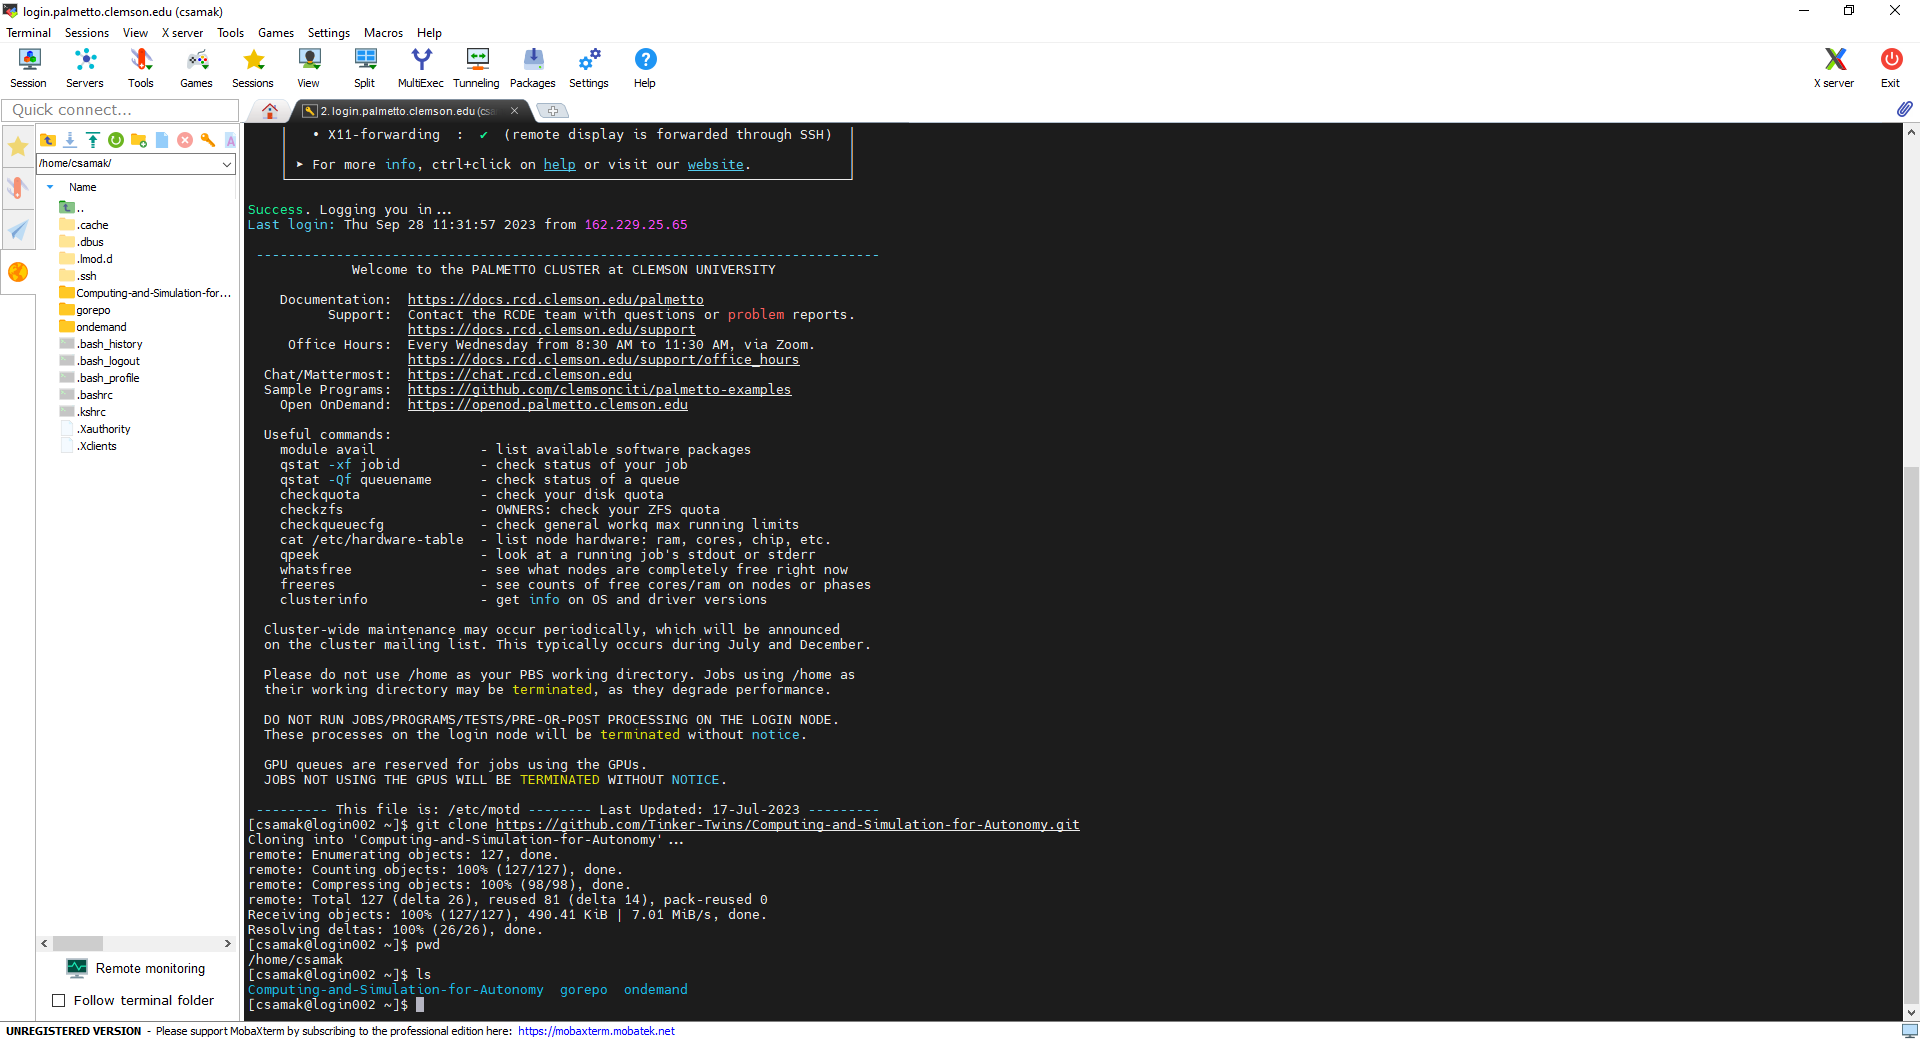 login.palmetto.clemson.edu (csamak)
Terminal Sessions View X server Tools Games Settings Macros Help
Session Servers Tools Games Sessions View Split MultiExec Tunneling Packages Settings Help X server Exit
Quick connect...
2. login.palmetto.clemson.edu (csa
/home/csamak/
Name
..
.cache
.dbus
.lmod.d
.ssh
Computing-and-Simulation-for-...
gorepo
ondemand
.bash_history
.bash_logout
.bash_profile
.bashrc
.kshrc
.Xauthority
.Xclients
Remote monitoring
Follow terminal folder
• X11-forwarding : ✔ (remote display is forwarded through SSH)
➤ For more info, ctrl+click on help or visit our website.
Success. Logging you in...
Last login: Thu Sep 28 11:31:57 2023 from 162.229.25.65
------------------------------------------------------------------------------
Welcome to the PALMETTO CLUSTER at CLEMSON UNIVERSITY
Documentation: https://docs.rcd.clemson.edu/palmetto
Support: Contact the RCDE team with questions or problem reports.
https://docs.rcd.clemson.edu/support
Office Hours: Every Wednesday from 8:30 AM to 11:30 AM, via Zoom.
https://docs.rcd.clemson.edu/support/office_hours
Chat/Mattermost: https://chat.rcd.clemson.edu
Sample Programs: https://github.com/clemsonciti/palmetto-examples
Open OnDemand: https://openod.palmetto.clemson.edu
Useful commands:
module avail - list available software packages
qstat -xf jobid - check status of your job
qstat -Qf queuename - check status of a queue
checkquota - check your disk quota
checkzfs - OWNERS: check your ZFS quota
checkqueuecfg - check general workq max running limits
cat /etc/hardware-table - list node hardware: ram, cores, chip, etc.
qpeek - look at a running job's stdout or stderr
whatsfree - see what nodes are completely free right now
freeres - see counts of free cores/ram on nodes or phases
clusterinfo - get info on OS and driver versions
Cluster-wide maintenance may occur periodically, which will be announced
on the cluster mailing list. This typically occurs during July and December.
Please do not use /home as your PBS working directory. Jobs using /home as
their working directory may be terminated, as they degrade performance.
DO NOT RUN JOBS/PROGRAMS/TESTS/PRE-OR-POST PROCESSING ON THE LOGIN NODE.
These processes on the login node will be terminated without notice.
GPU queues are reserved for jobs using the GPUs.
JOBS NOT USING THE GPUS WILL BE TERMINATED WITHOUT NOTICE.
--------- This file is: /etc/motd -------- Last Updated: 17-Jul-2023 ---------
[csamak@login002 ~]$ git clone https://github.com/Tinker-Twins/Computing-and-Simulation-for-Autonomy.git
Cloning into 'Computing-and-Simulation-for-Autonomy'...
remote: Enumerating objects: 127, done.
remote: Counting objects: 100% (127/127), done.
remote: Compressing objects: 100% (98/98), done.
remote: Total 127 (delta 26), reused 81 (delta 14), pack-reused 0
Receiving objects: 100% (127/127), 490.41 KiB | 7.01 MiB/s, done.
Resolving deltas: 100% (26/26), done.
[csamak@login002 ~]$ pwd
/home/csamak
[csamak@login002 ~]$ ls
Computing-and-Simulation-for-Autonomy gorepo ondemand
[csamak@login002 ~]$
UNREGISTERED VERSION - Please support MobaXterm by subscribing to the professional edition here: https://mobaxterm.mobatek.net